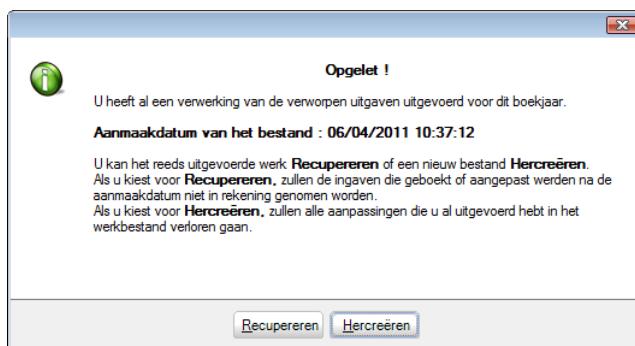 Opgelet !
U heeft al een verwerking van de verworpen uitgaven uitgevoerd voor dit boekjaar.
Aanmaakdatum van het bestand : 06/04/2011 10:37:12
U kan het reeds uitgevoerde werk Recupereren of een nieuw bestand Hercreëren.
Als u kiest voor Recupereren, zullen de ingaven die geboekt of aangepast werden na de
aanmaakdatum niet in rekening genomen worden.
Als u kiest voor Hercreëren, zullen alle aanpassingen die u al uitgevoerd hebt in het
werkbestand verloren gaan.
Recupereren Hercreëren